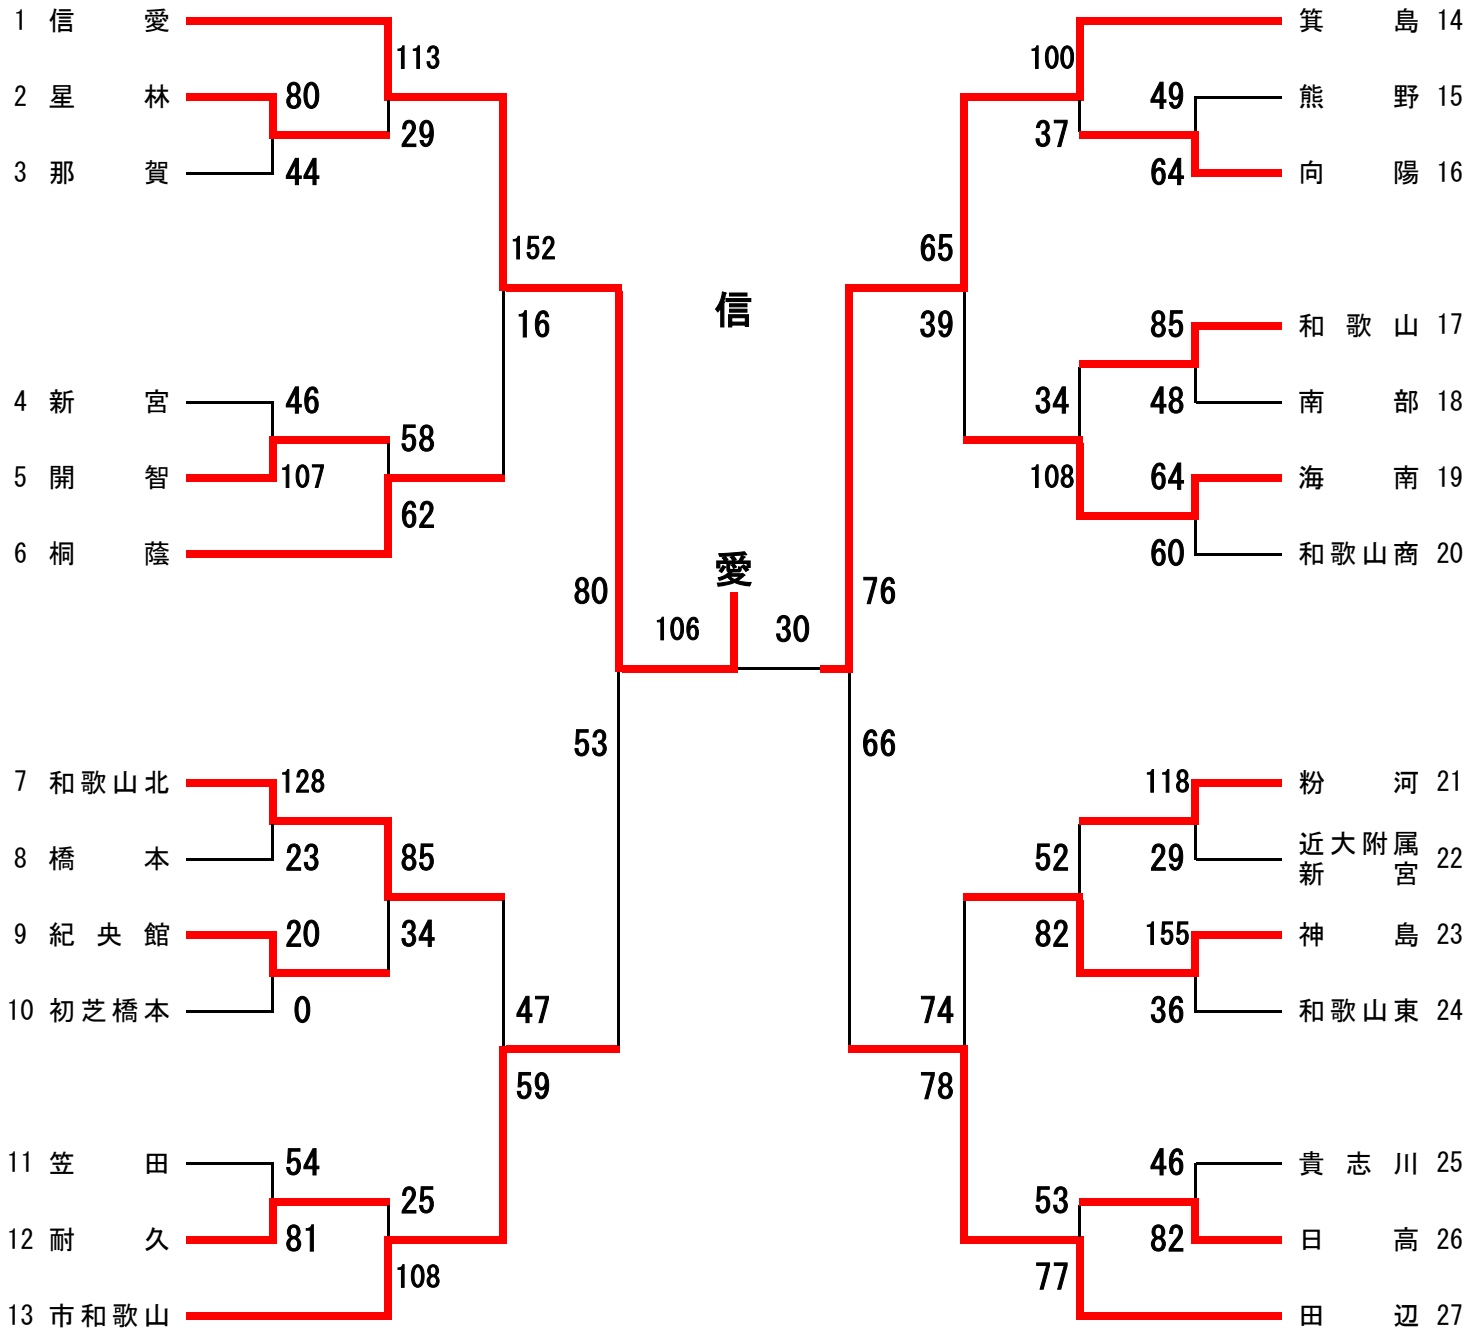 1 信愛
113
2 星林
80
29
3 那賀
44
152
16
4 新宮
46
58
5 開智
107
62
6 桐蔭
80
7 和歌山北
128
8 橋本
23
85
9 紀央館
20
34
10 初芝橋本
0
47
53
59
11 笠田
54
25
12 耐久
81
108
13 市和歌山
信
愛
106
30
箕島 14
100
熊野 15
49
37
向陽 16
64
65
39
和歌山 17
85
南部 18
48
34
海南 19
64
108
和歌山商 20
60
76
66
粉河 21
118
近大附属
新宮
22
29
52
神島 23
155
82
和歌山東 24
36
74
78
貴志川 25
46
53
日高 26
82
77
田辺 27